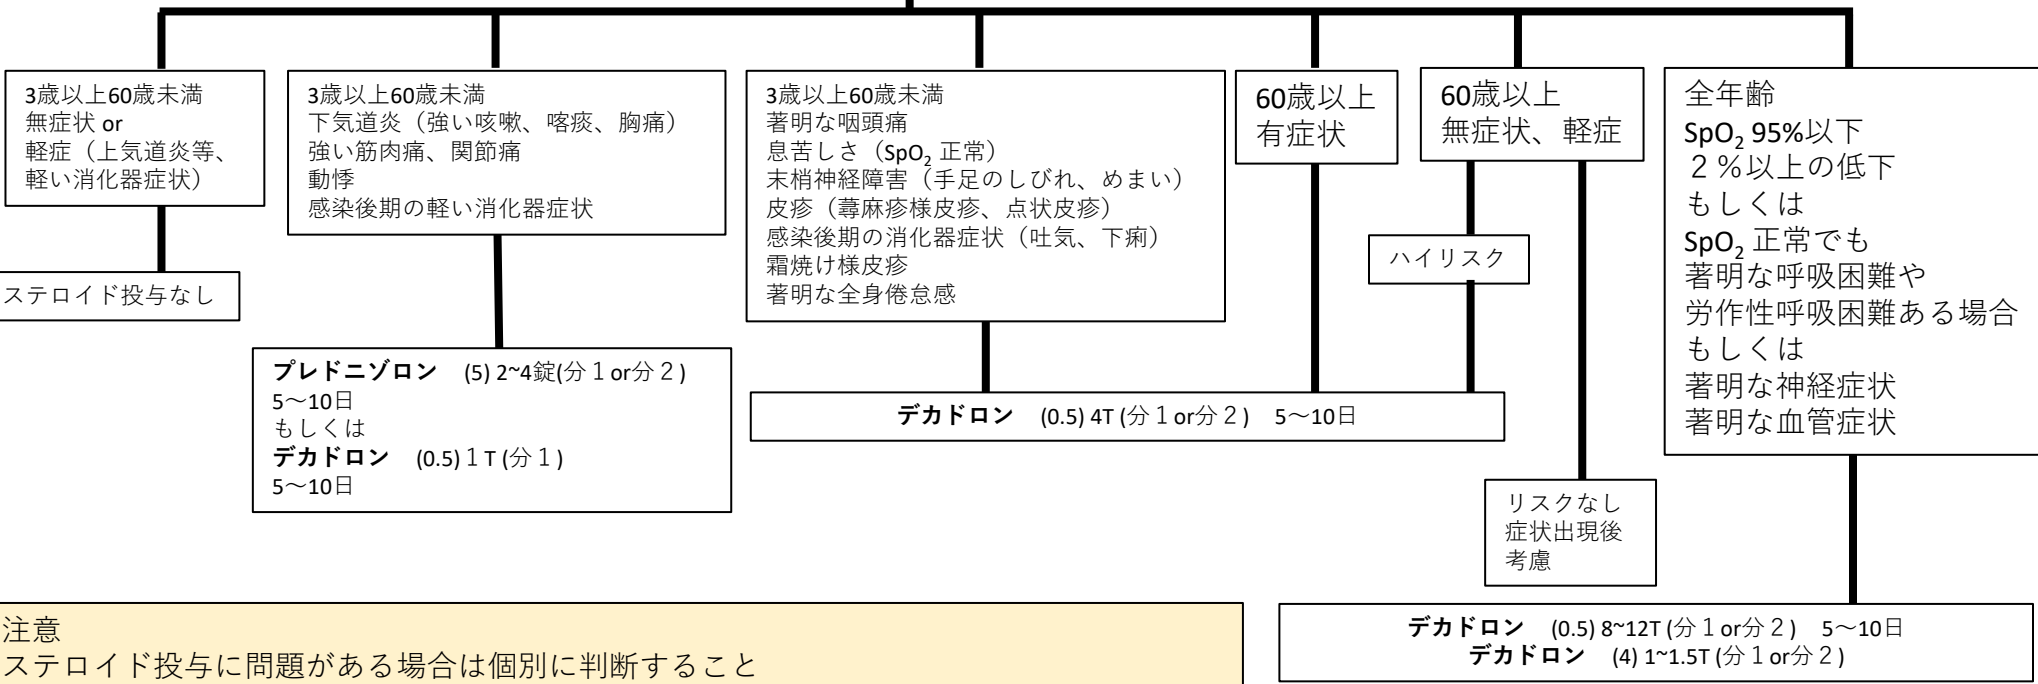 3歳以上60歳未満
無症状 or
軽症（上気道炎等、
軽い消化器症状）
ステロイド投与なし
3歳以上60歳未満
下気道炎（強い咳嗽、喀痰、胸痛）
強い筋肉痛、関節痛
動悸
感染後期の軽い消化器症状
プレドニゾロン (5) 2~4錠(分１or分２)
5～10日
もしくは
デカドロン (0.5)１T (分１)
5～10日
3歳以上60歳未満
著明な咽頭痛
息苦しさ（SpO₂ 正常）
末梢神経障害（手足のしびれ、めまい）
皮疹（蕁麻疹様皮疹、点状皮疹）
感染後期の消化器症状（吐気、下痢）
霜焼け様皮疹
著明な全身倦怠感
60歳以上
有症状
60歳以上
無症状、軽症
ハイリスク
デカドロン (0.5) 4T (分１or分２) 5～10日
リスクなし
症状出現後
考慮
全年齢
SpO₂ 95%以下
２％以上の低下
もしくは
SpO₂ 正常でも
著明な呼吸困難や
労作性呼吸困難ある場合
もしくは
著明な神経症状
著明な血管症状
デカドロン (0.5) 8~12T (分１or分２) 5～10日
デカドロン (4) 1~1.5T (分１or分２)
注意
ステロイド投与に問題がある場合は個別に判断すること